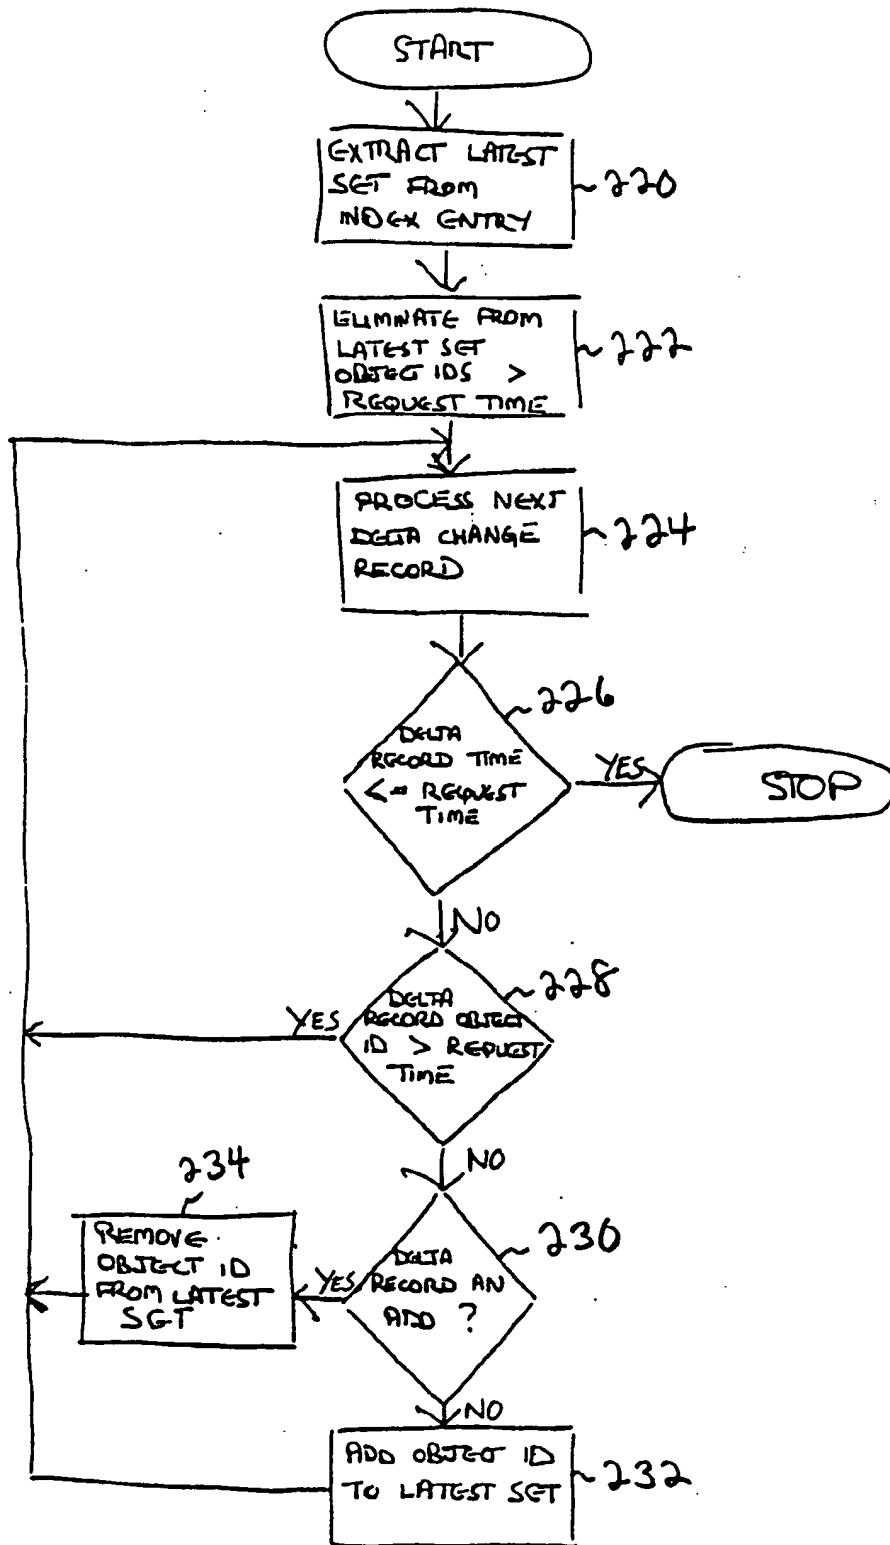 START
EXTRACT LATEST
SET FROM
INDEX ENTRY
~220
ELIMINATE FROM
LATEST SET
OBJECT IDS >
REQUEST TIME
~222
PROCESS NEXT
DELTA CHANGE
RECORD
~224
~226
DELTA
RECORD TIME
<= REQUEST
TIME
YES
STOP
NO
~228
DELTA
RECORD OBJECT
ID > REQUEST
TIME
YES
NO
234
REMOVE
OBJECT ID
FROM LATEST
SET
YES
~230
DELTA
RECORD AN
ADD ?
NO
ADD OBJECT ID
TO LATEST SET
~232